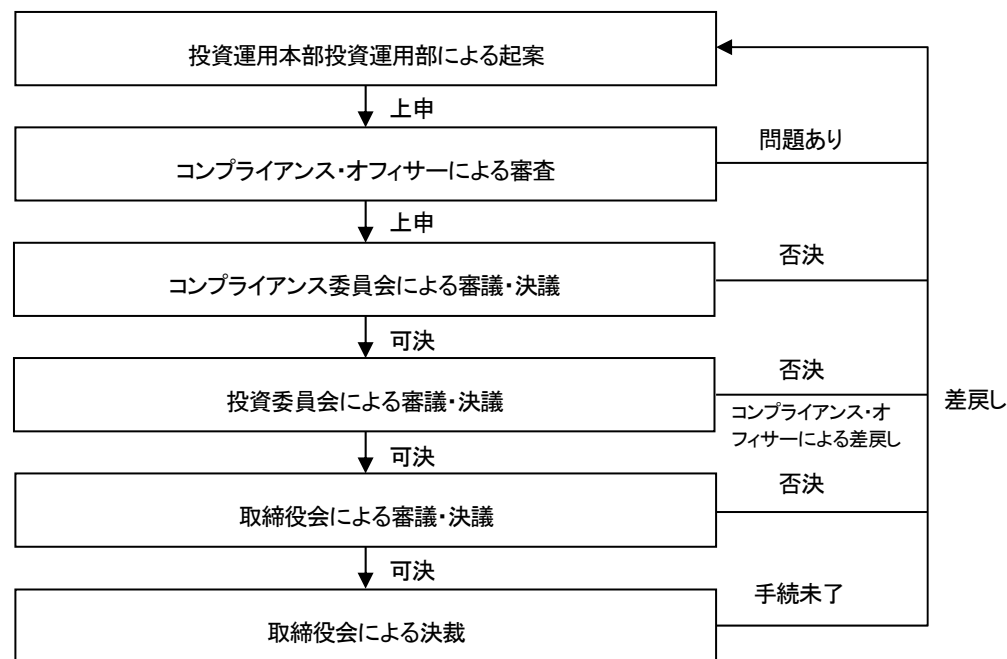 投資運用本部投資運用部による起案
上申
問題あり
コンプライアンス・オフィサーによる審査
上申
否決
コンプライアンス委員会による審議・決議
可決
否決
投資委員会による審議・決議
コンプライアンス・オ
フィサーによる差戻し
差戻し
可決
否決
取締役会による審議・決議
可決
手続未了
取締役会による決裁